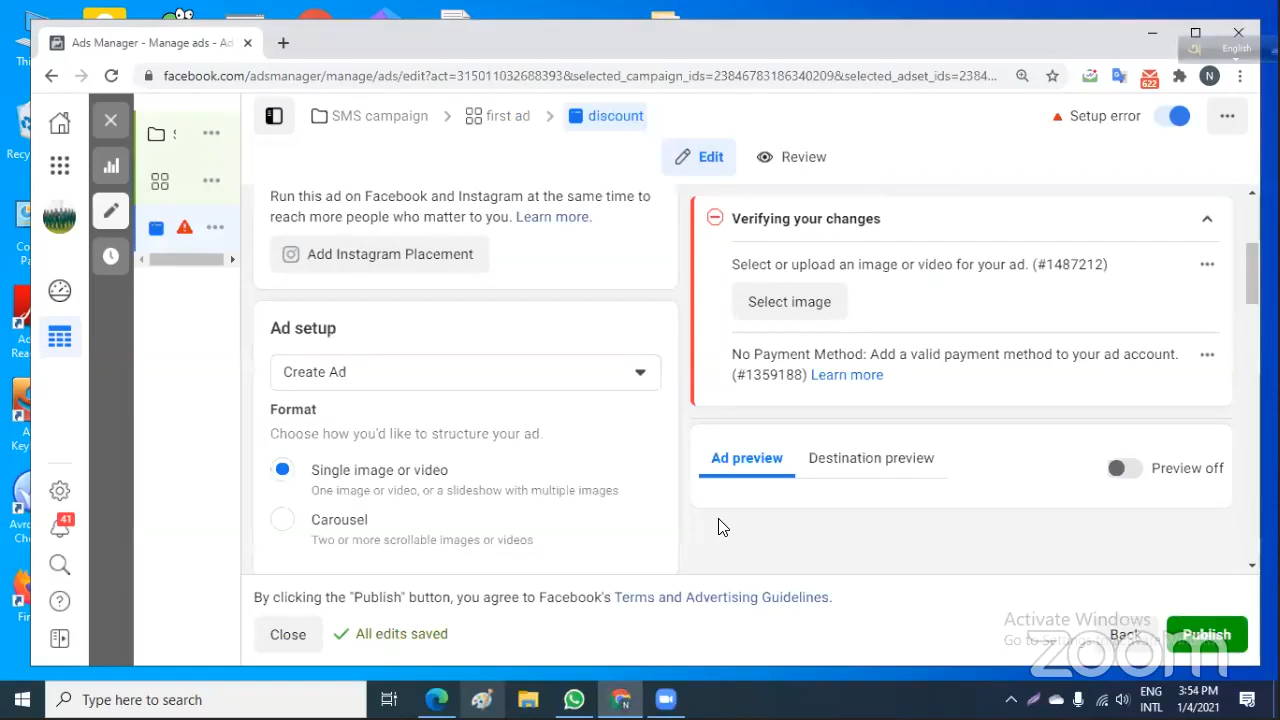 Ads Manager - Manage ads - Ad
English
facebook.com/adsmanager/manage/ads/edit?act=315011032688393&selected_campaign_ids=23846783186340209&selected_adset_ids=2384...
N
622
SMS campaign
first ad
discount
Setup error
Edit
Review
Run this ad on Facebook and Instagram at the same time to
reach more people who matter to you. Learn more.
Add Instagram Placement
Verifying your changes
Select or upload an image or video for your ad. (#1487212)
Select image
No Payment Method: Add a valid payment method to your ad account.
(#1359188) Learn more
Ad setup
Create Ad
Format
Choose how you'd like to structure your ad.
Single image or video
One image or video, or a slideshow with multiple images
Carousel
Two or more scrollable images or videos
Ad preview
Destination preview
Preview off
41
By clicking the "Publish" button, you agree to Facebook's Terms and Advertising Guidelines.
Close
All edits saved
Activate Windows
Back
Publish
zoom
Type here to search
ENG
INTL
3:54 PM
1/4/2021